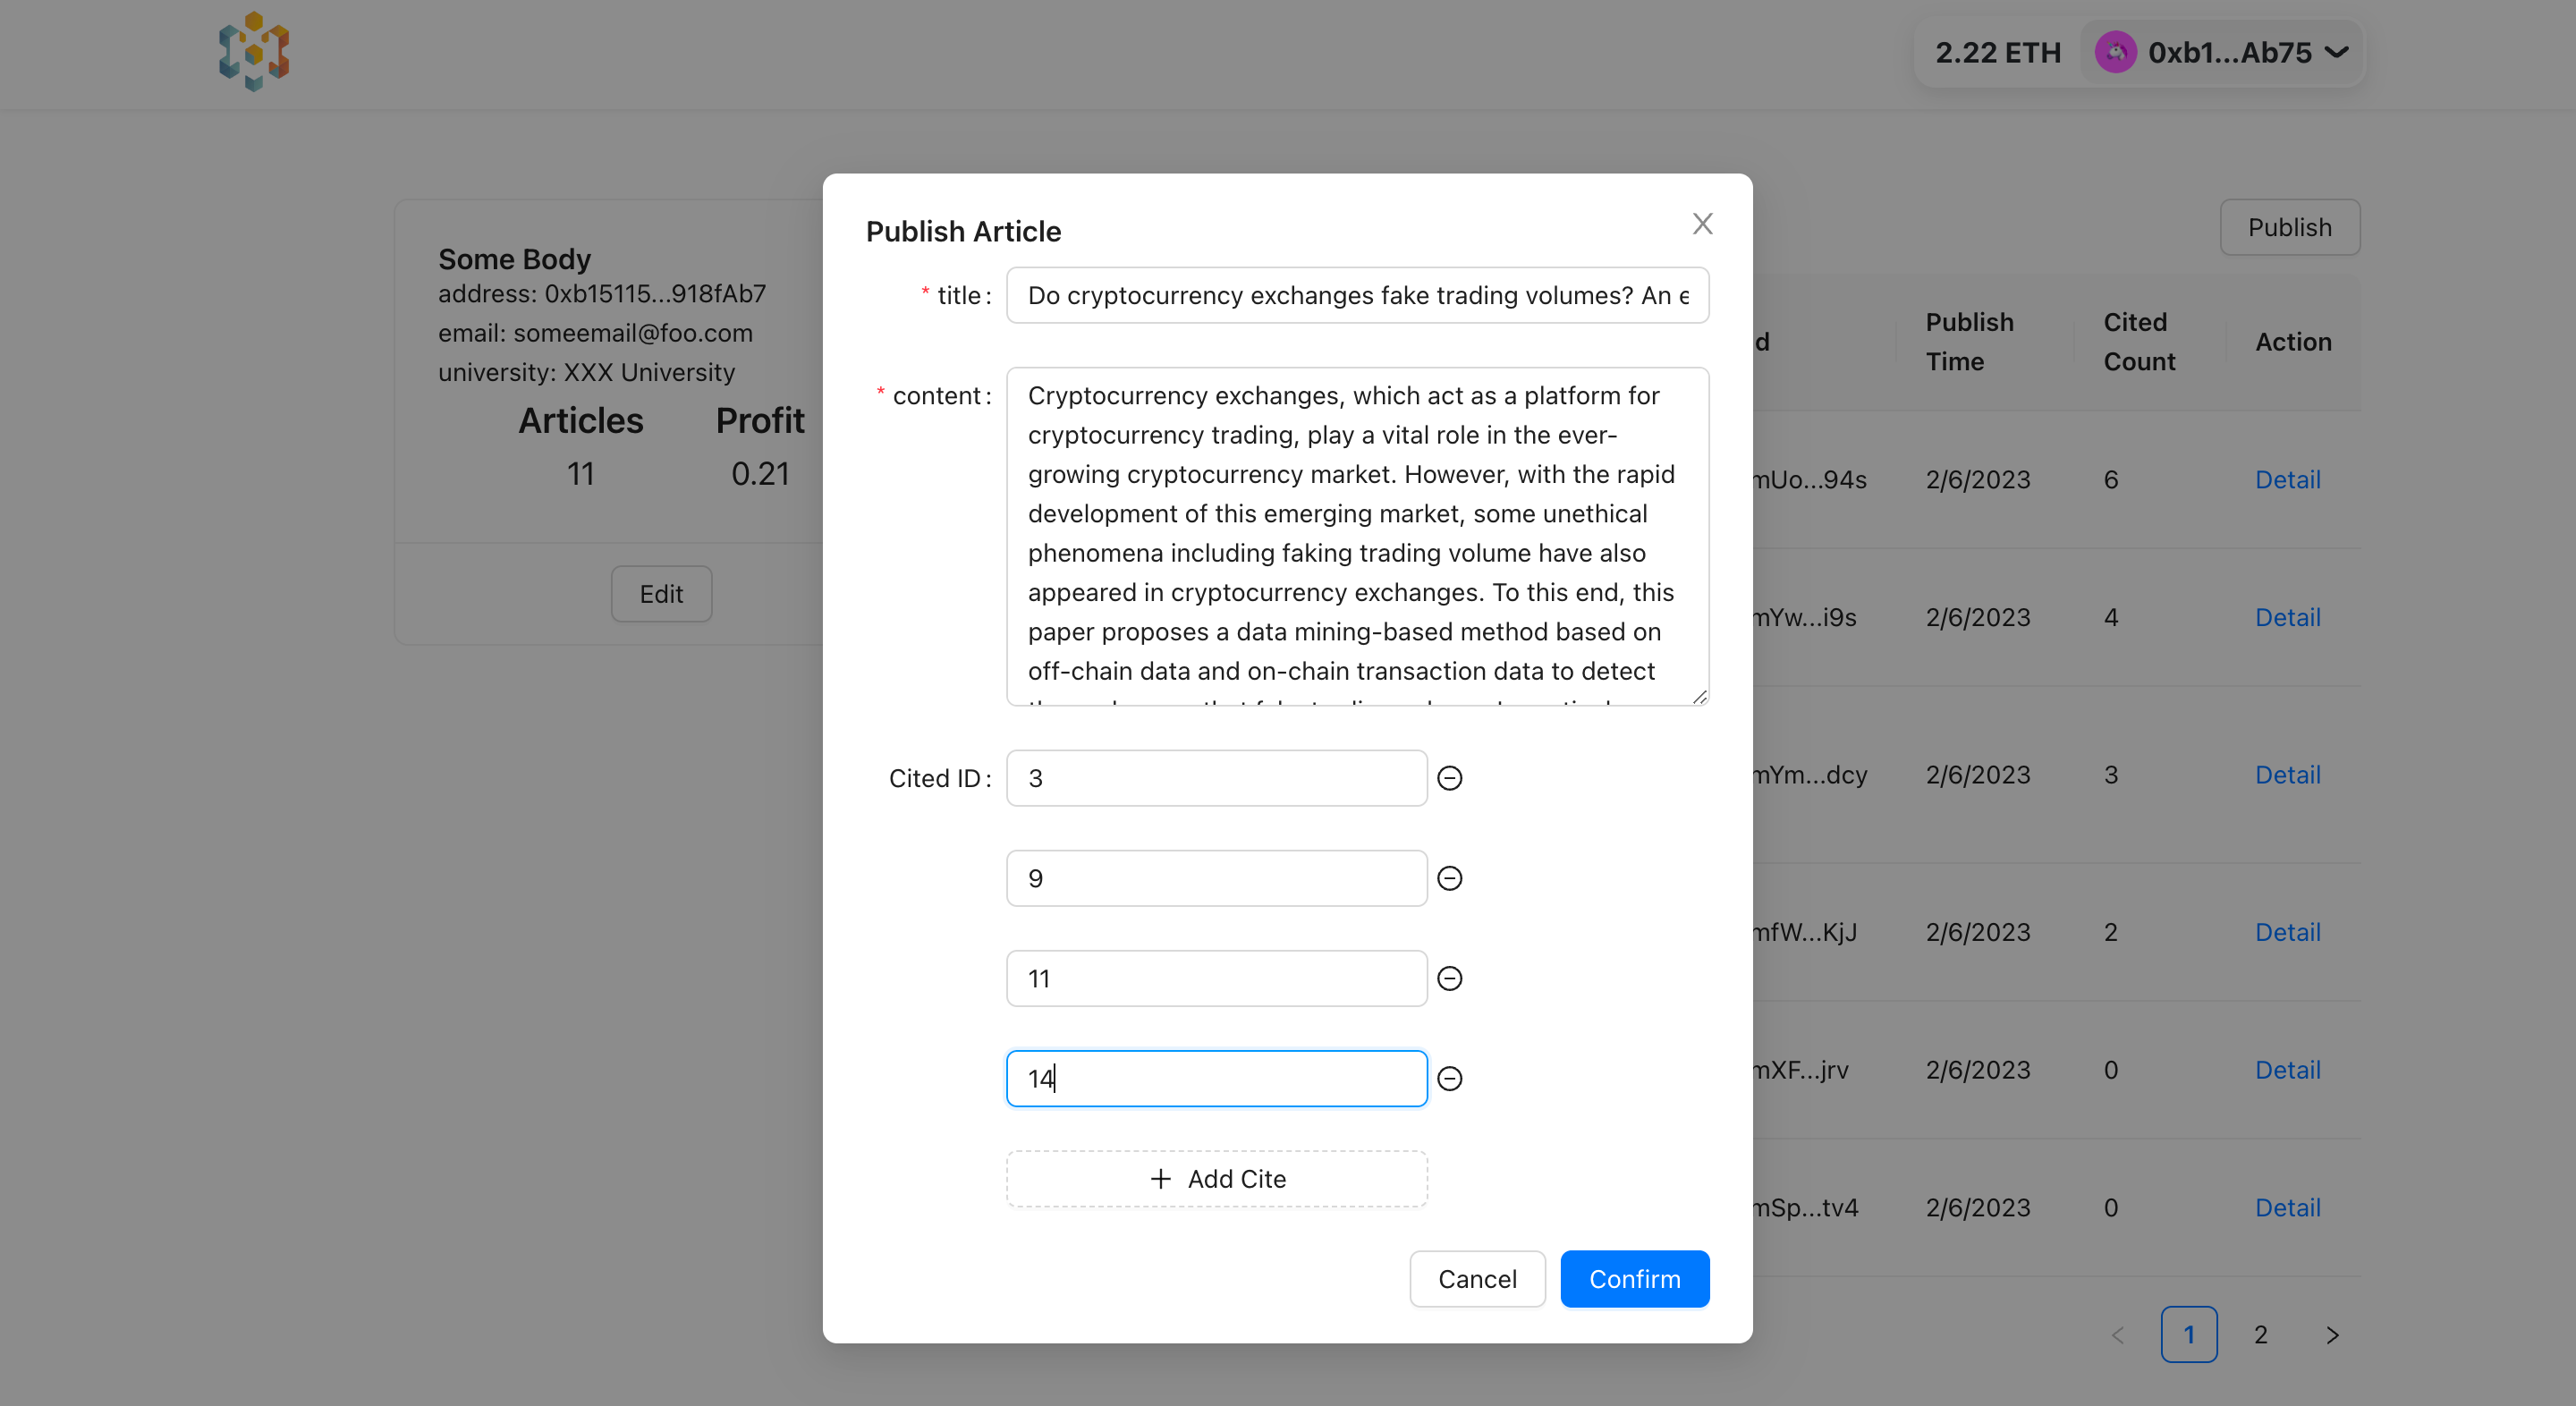 2.22 ETH
0xb1...Ab75
Publish
Some Body
address: 0xb15115...918fAb7
email: someemail@foo.com
university: XXX University
Articles Profit
11 0.21
Edit
Publish Article
* title :
Do cryptocurrency exchanges fake trading volumes? An
* content :
Cryptocurrency exchanges, which act as a platform for
cryptocurrency trading, play a vital role in the ever-
growing cryptocurrency market. However, with the rapid
development of this emerging market, some unethical
phenomena including faking trading volume have also
appeared in cryptocurrency exchanges. To this end, this
paper proposes a data mining-based method based on
off-chain data and on-chain transaction data to detect
Cited ID :
3
9
11
14
+ Add Cite
Cancel
Confirm
Publish Time
Cited Count
Action
mUo...94s 2/6/2023 6 Detail
mYw...i9s 2/6/2023 4 Detail
mYm...dcy 2/6/2023 3 Detail
mfW...KjJ 2/6/2023 2 Detail
mXF...jrv 2/6/2023 0 Detail
mSp...tv4 2/6/2023 0 Detail
< 1 2 >